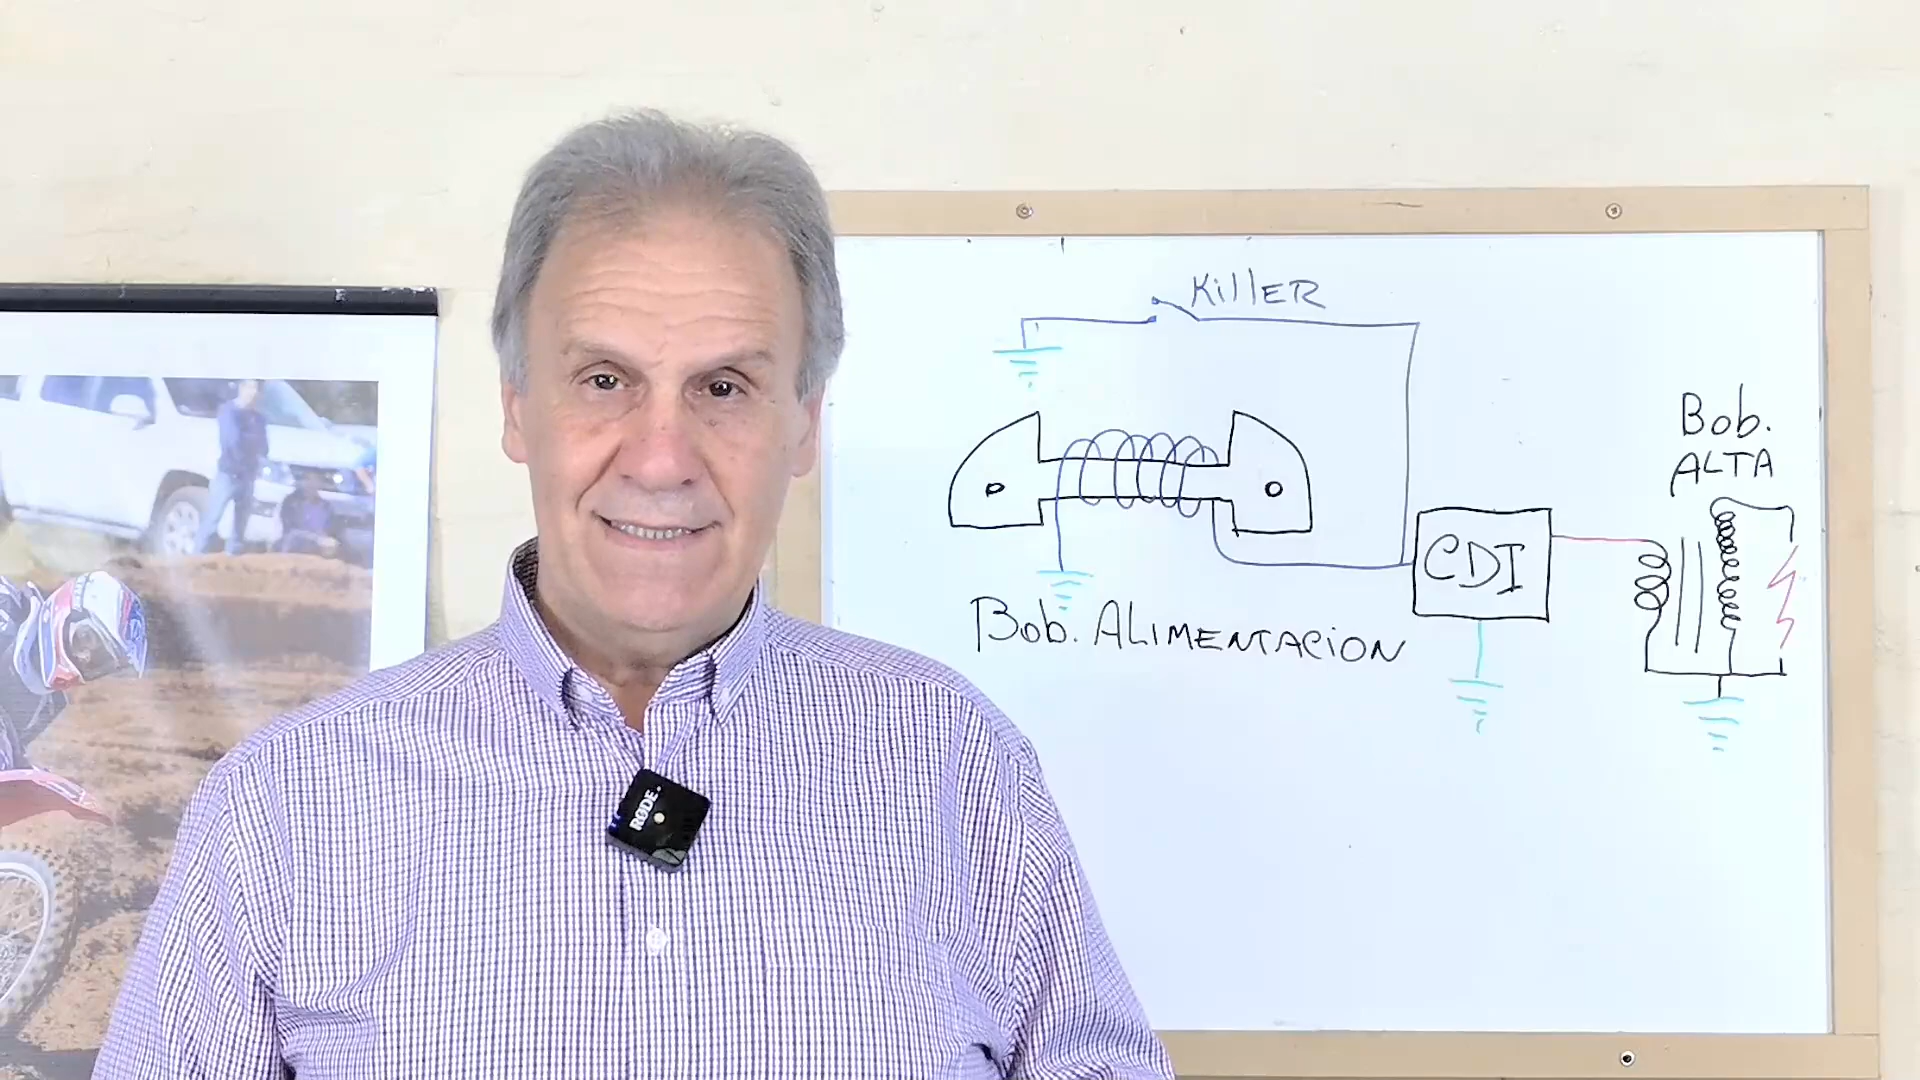 KillER
Bob.
ALTA
CDI
Bob. ALIMENTACION
RØDE